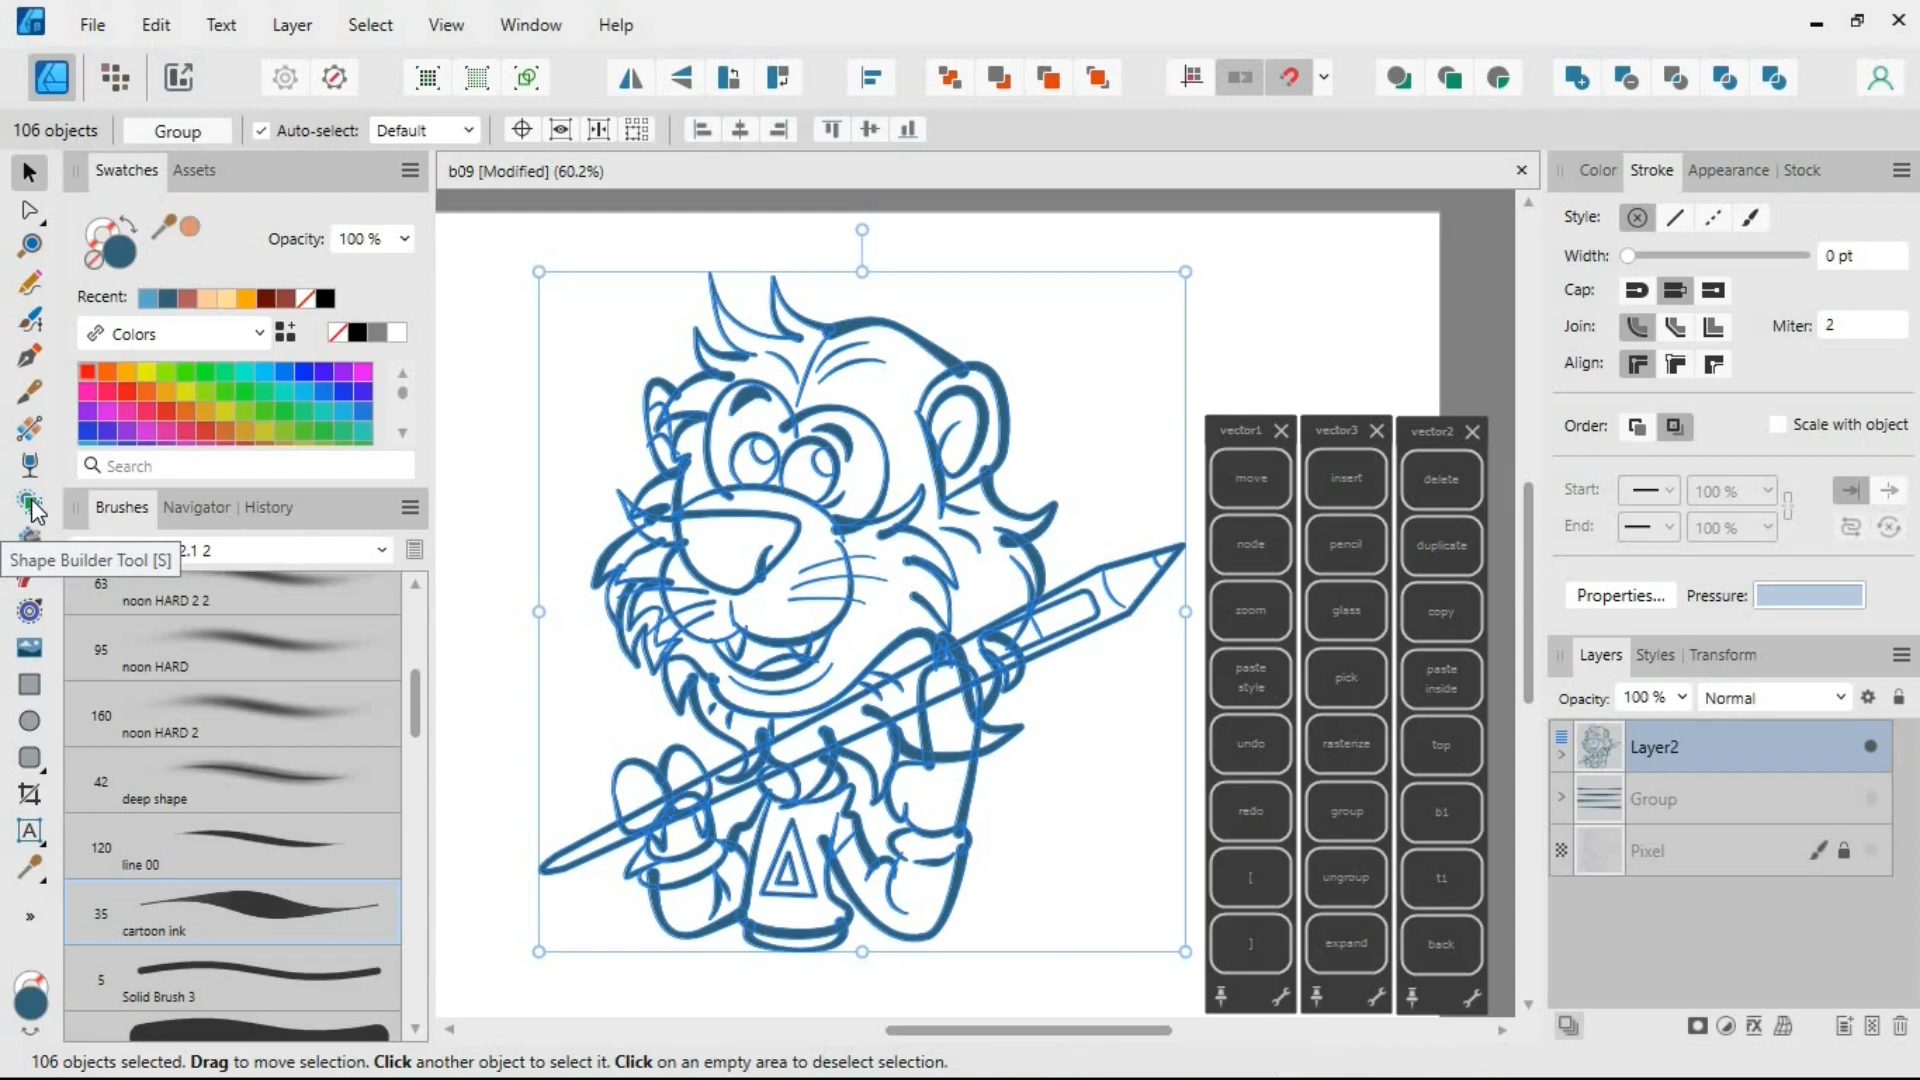 File Edit Text Layer Select View Window Help
106 objects Group Auto-select: Default
Swatches Assets
Opacity: 100 %
Recent:
Colors
Search
Brushes Navigator History
2.1 2
Shape Builder Tool [S]
63 noon HARD 2 2
95 noon HARD
160 noon HARD 2
42 deep shape
120 line 00
35 cartoon ink
5 Solid Brush 3
b09 [Modified] (60.2%)
vector1 vector3 vector2
move insert delete
node pencil duplicate
zoom glass copy
paste style pick paste inside
undo rasterize top
redo group b1
[ ungroup t1
] expand back
Color Stroke Appearance Stock
Style:
Width: 0 pt
Cap:
Join: Miter: 2
Align:
Order: Scale with object
Start: 100 %
End: 100 %
Properties... Pressure:
Layers Styles Transform
Opacity: 100 % Normal
Layer2
Group
Pixel
106 objects selected. Drag to move selection. Click another object to select it. Click on an empty area to deselect selection.